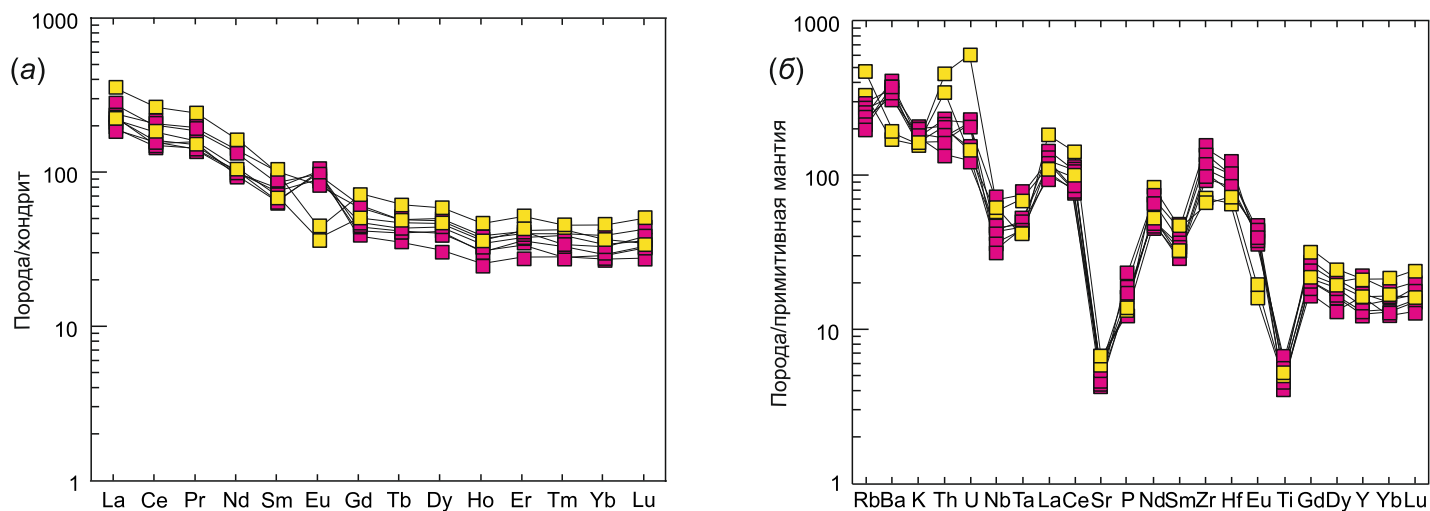 (а)
Порода/хондрит
1000
100
10
1
La Ce Pr Nd Sm Eu Gd Tb Dy Ho Er Tm Yb Lu
(б)
Порода/примитивная мантия
1000
100
10
1
Rb Ba K Th U Nb Ta La Ce Sr P Nd Sm Zr Hf Eu Ti Gd Dy Y Yb Lu